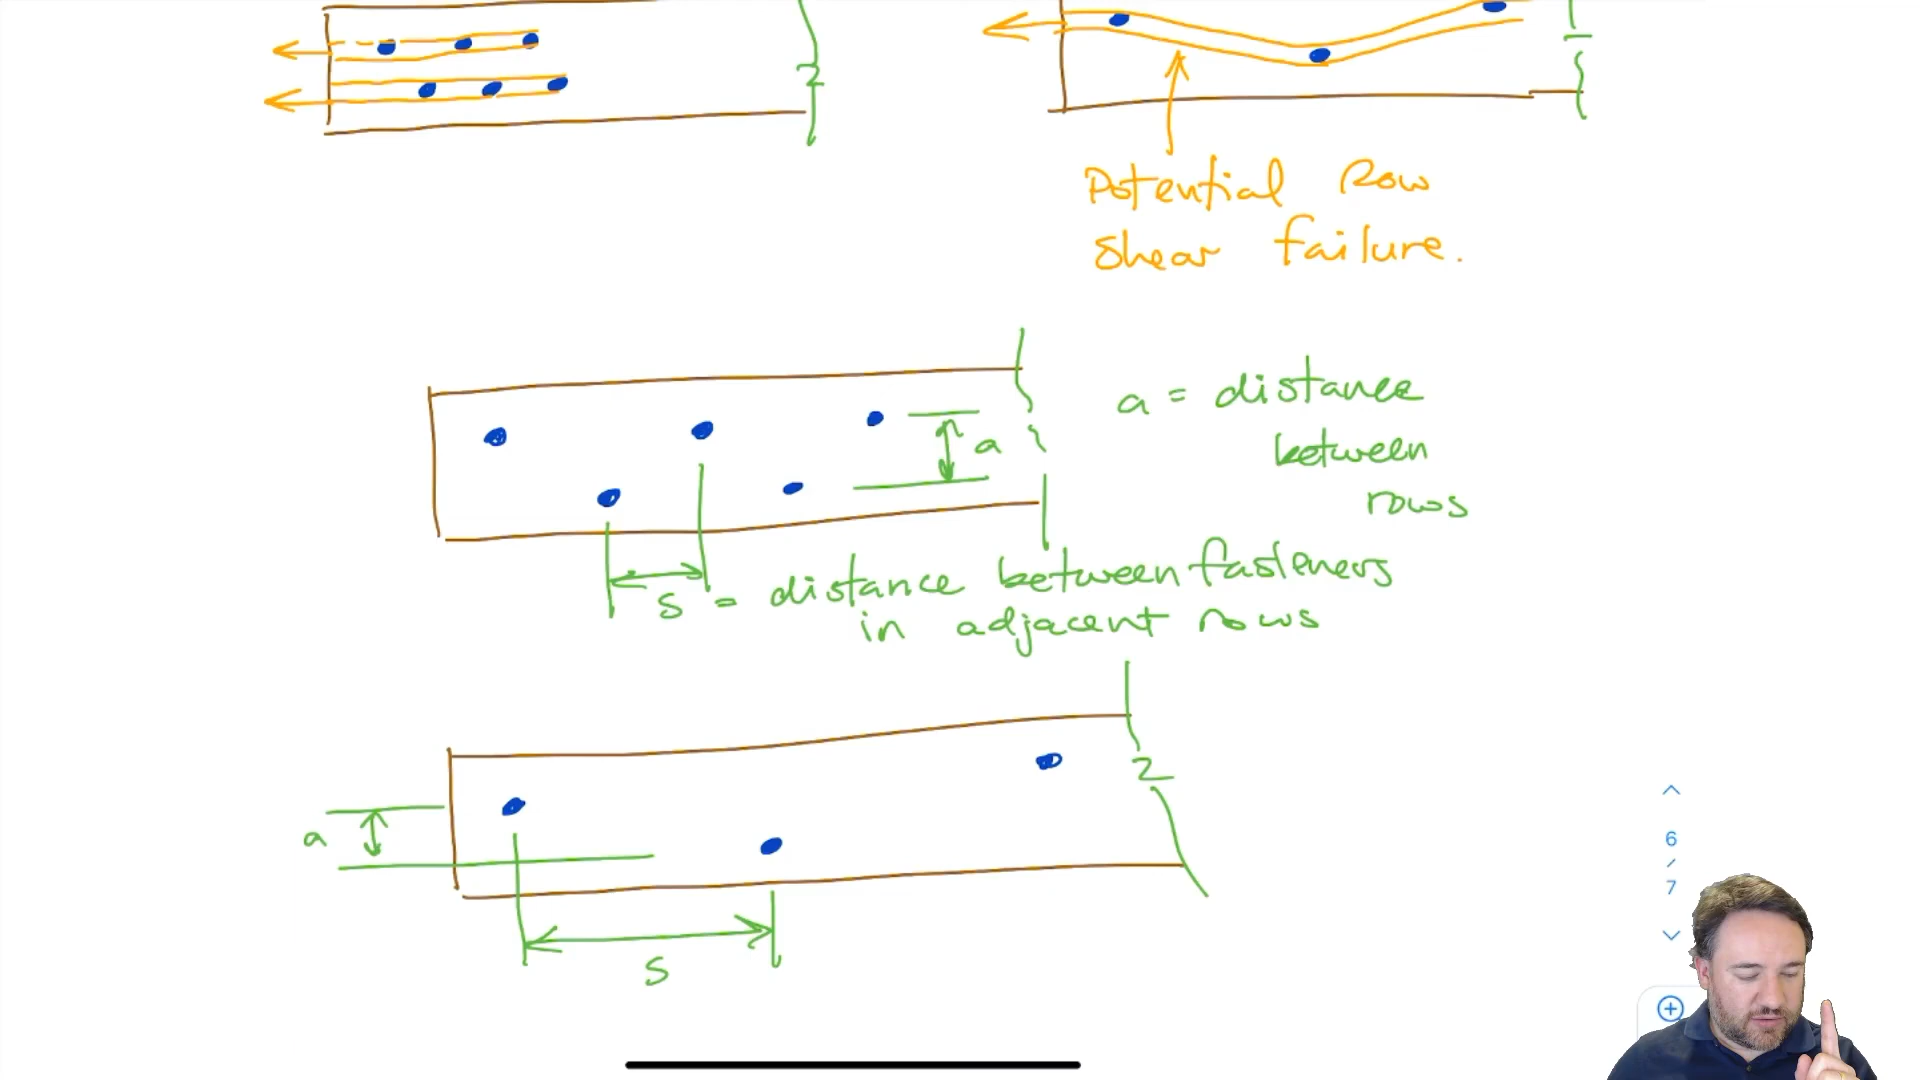 Potential Row
shear failure.
a
a = distance
between
rows
s = distance between fasteners
in adjacent rows
a
s
6
/
7